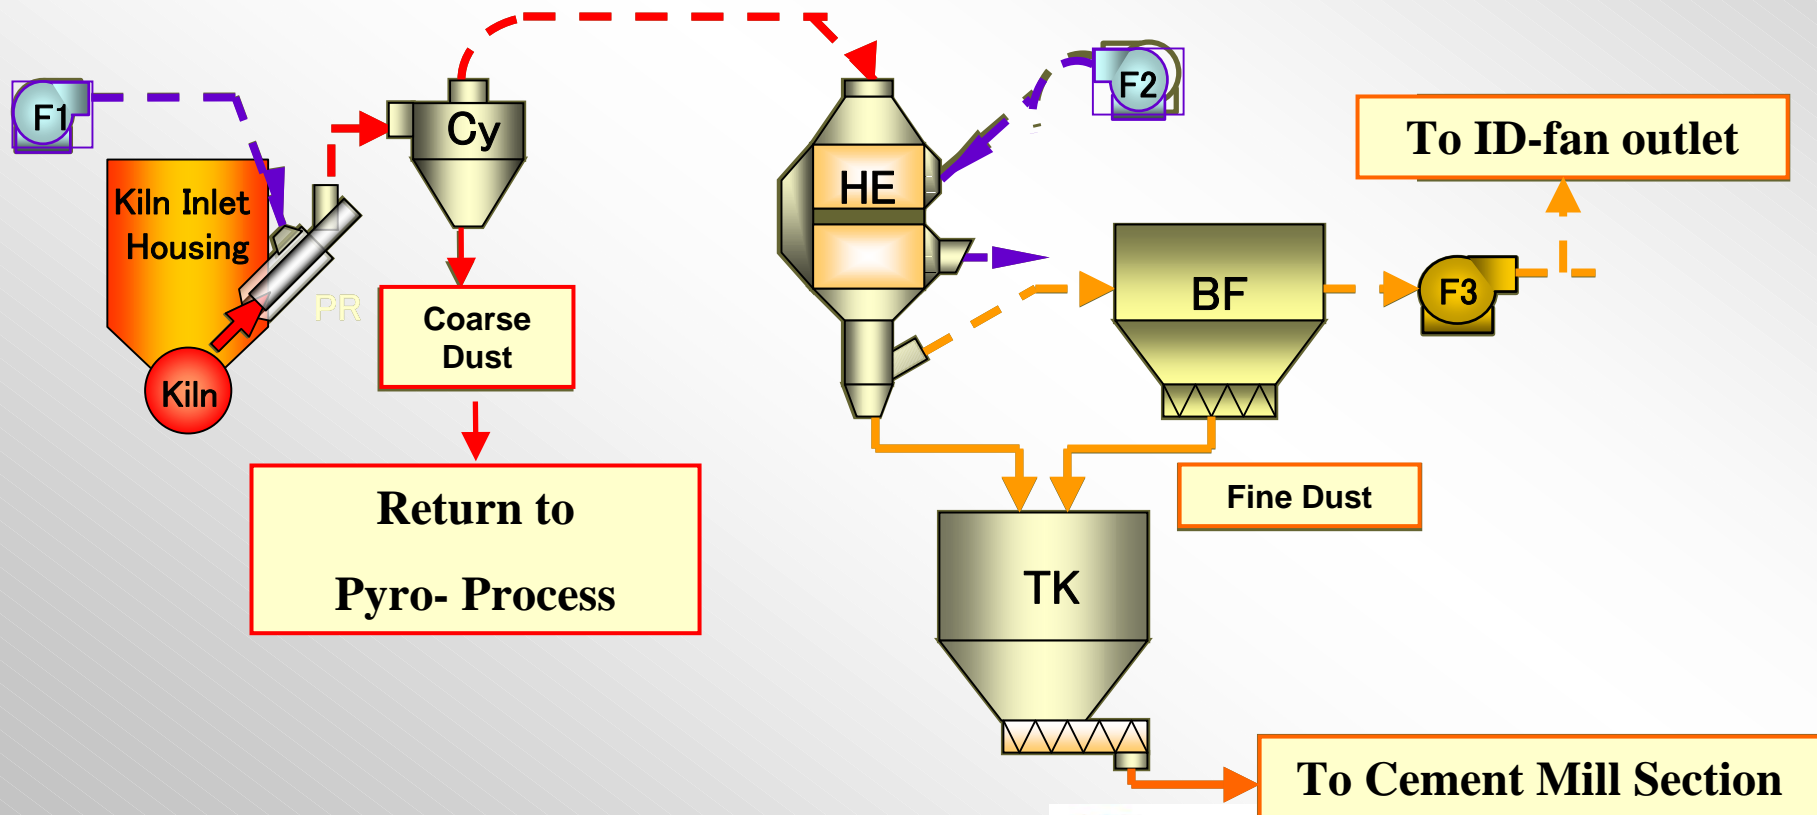 F1
Cy
F2
To ID-fan outlet
Kiln Inlet
Housing
HE
PR
Kiln
Coarse
Dust
BF
F3
Return to
Pyro- Process
Fine Dust
TK
To Cement Mill Section